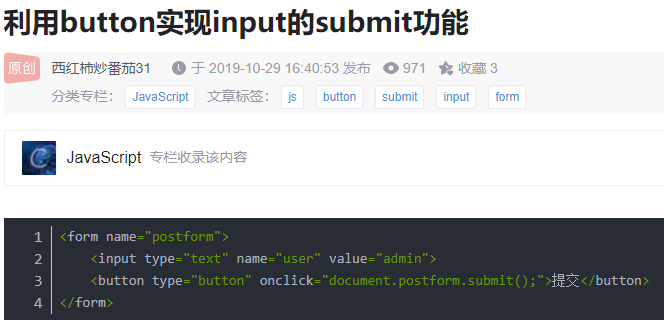 利用button实现input的submit功能
原创 西红柿炒番茄31 于 2019-10-29 16:40:53 发布 971 收藏 3
分类专栏： JavaScript 文章标签： js button submit input form
JavaScript 专栏收录该内容
1 <form name="postform">
2 <input type="text" name="user" value="admin">
3 <button type="button" onclick="document.postform.submit();">提交</button>
4 </form>